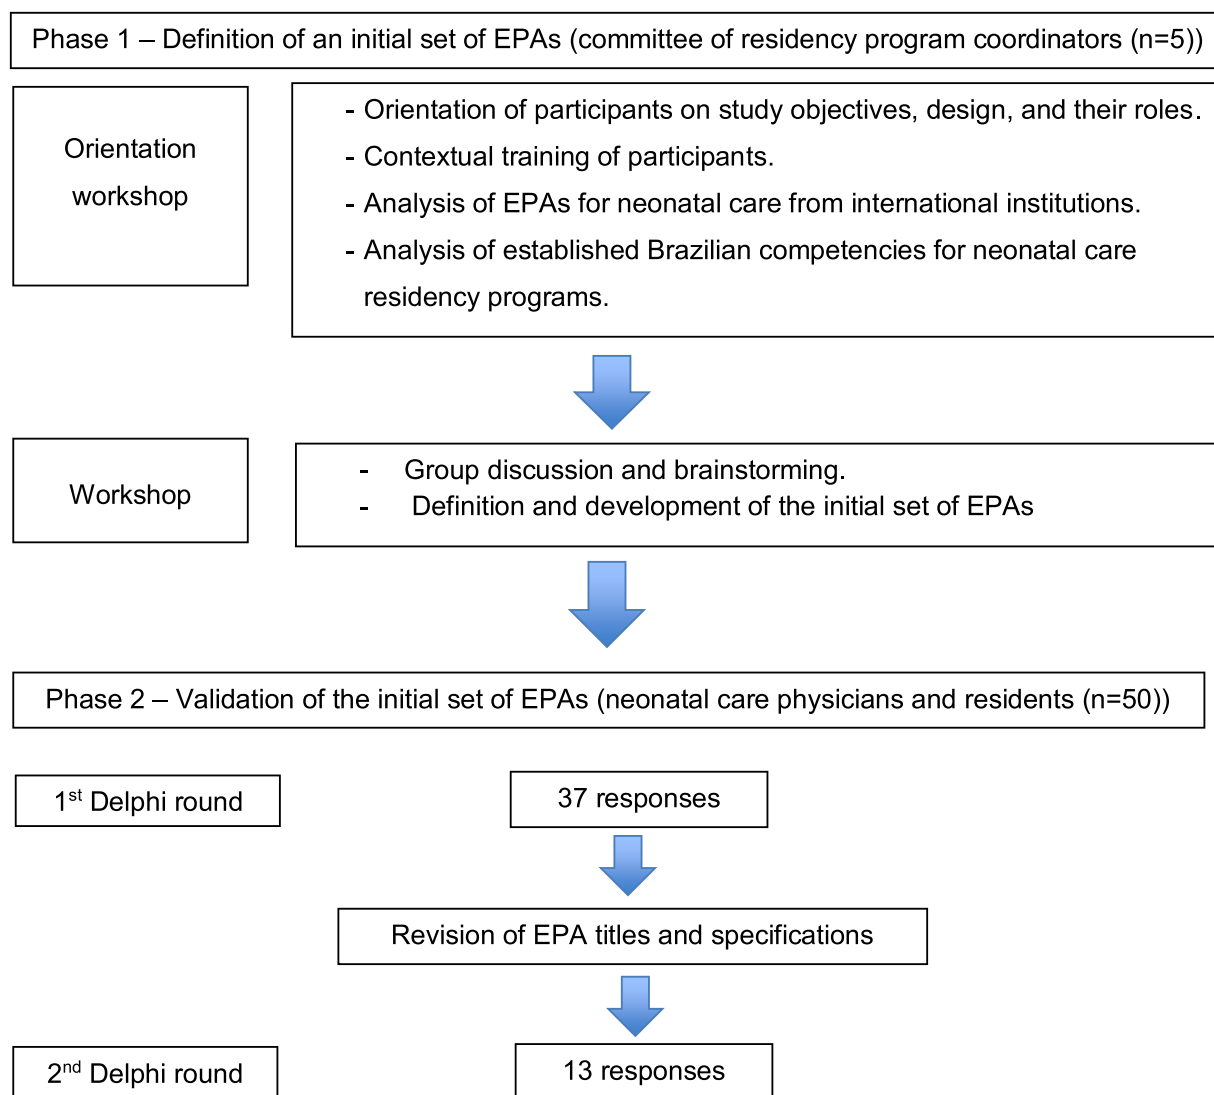 Phase 1 – Definition of an initial set of EPAs (committee of residency program coordinators (n=5))
Orientation
workshop
- Orientation of participants on study objectives, design, and their roles.
- Contextual training of participants.
- Analysis of EPAs for neonatal care from international institutions.
- Analysis of established Brazilian competencies for neonatal care
residency programs.
Workshop
- Group discussion and brainstorming.
- Definition and development of the initial set of EPAs
Phase 2 – Validation of the initial set of EPAs (neonatal care physicians and residents (n=50))
1st Delphi round
37 responses
Revision of EPA titles and specifications
2nd Delphi round
13 responses